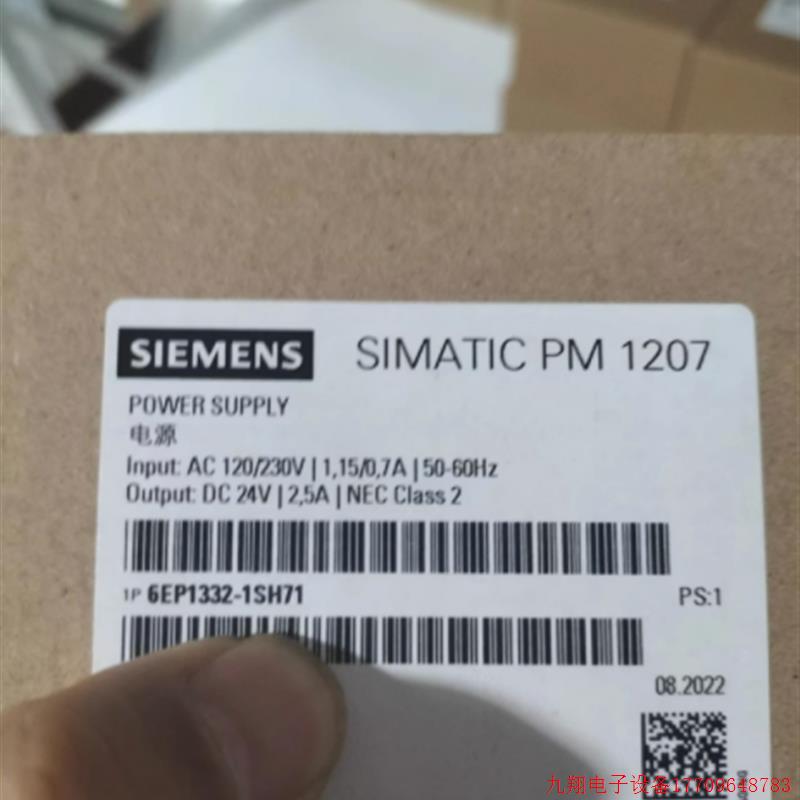 SIEMENS SIMATIC PM 1207
POWER SUPPLY
电源
Input: AC 120/230V | 1,15/0,7A | 50-60Hz
Output: DC 24V | 2,5A | NEC Class 2
1P 6EP1332-1SH71 PS:1
08.2022
九翔电子设备17709648783